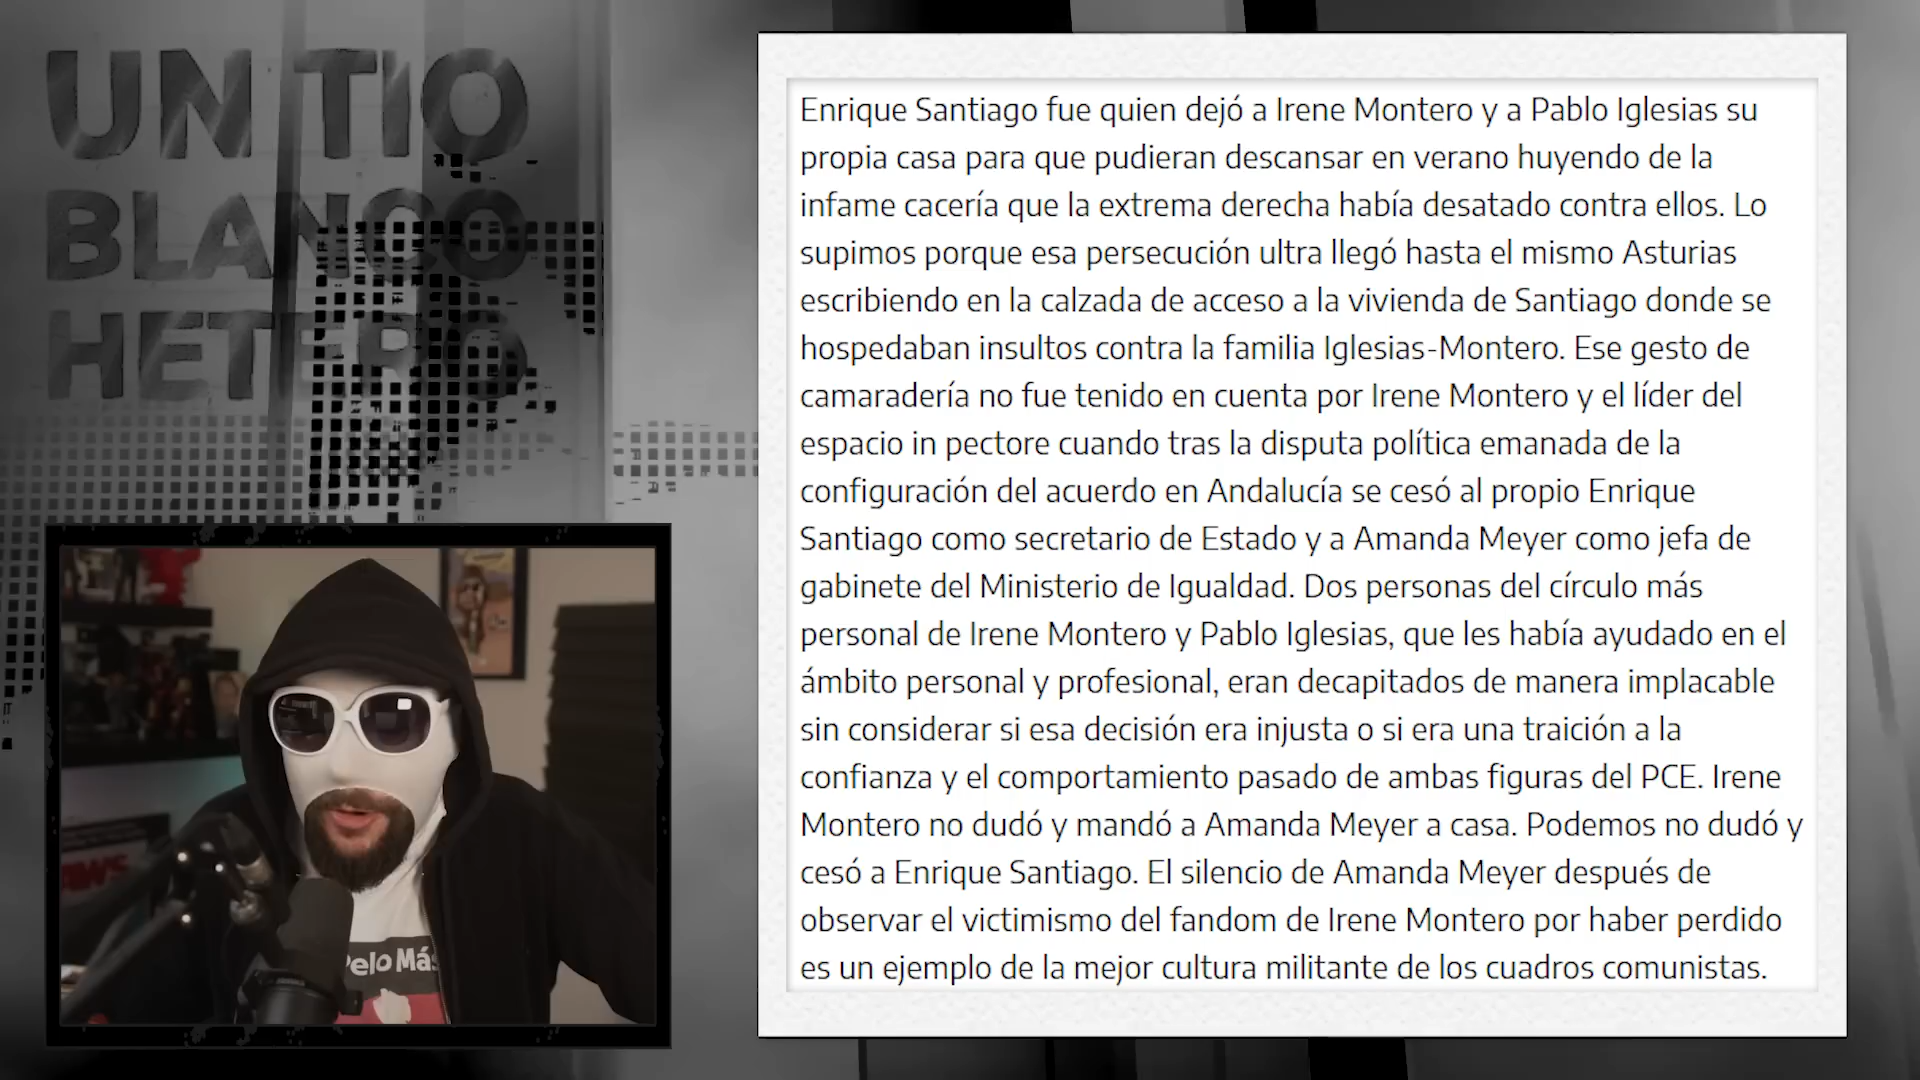 UN TIO
BLANCO
HETERO
Enrique Santiago fue quien dejó a Irene Montero y a Pablo Iglesias su
propia casa para que pudieran descansar en verano huyendo de la
infame cacería que la extrema derecha había desatado contra ellos. Lo
supimos porque esa persecución ultra llegó hasta el mismo Asturias
escribiendo en la calzada de acceso a la vivienda de Santiago donde se
hospedaban insultos contra la familia Iglesias-Montero. Ese gesto de
camaradería no fue tenido en cuenta por Irene Montero y el líder del
espacio in pectore cuando tras la disputa política emanada de la
configuración del acuerdo en Andalucía se cesó al propio Enrique
Santiago como secretario de Estado y a Amanda Meyer como jefa de
gabinete del Ministerio de Igualdad. Dos personas del círculo más
personal de Irene Montero y Pablo Iglesias, que les había ayudado en el
ámbito personal y profesional, eran decapitados de manera implacable
sin considerar si esa decisión era injusta o si era una traición a la
confianza y el comportamiento pasado de ambas figuras del PCE. Irene
Montero no dudó y mandó a Amanda Meyer a casa. Podemos no dudó y
cesó a Enrique Santiago. El silencio de Amanda Meyer después de
observar el victimismo del fandom de Irene Montero por haber perdido
es un ejemplo de la mejor cultura militante de los cuadros comunistas.
Pelo Más